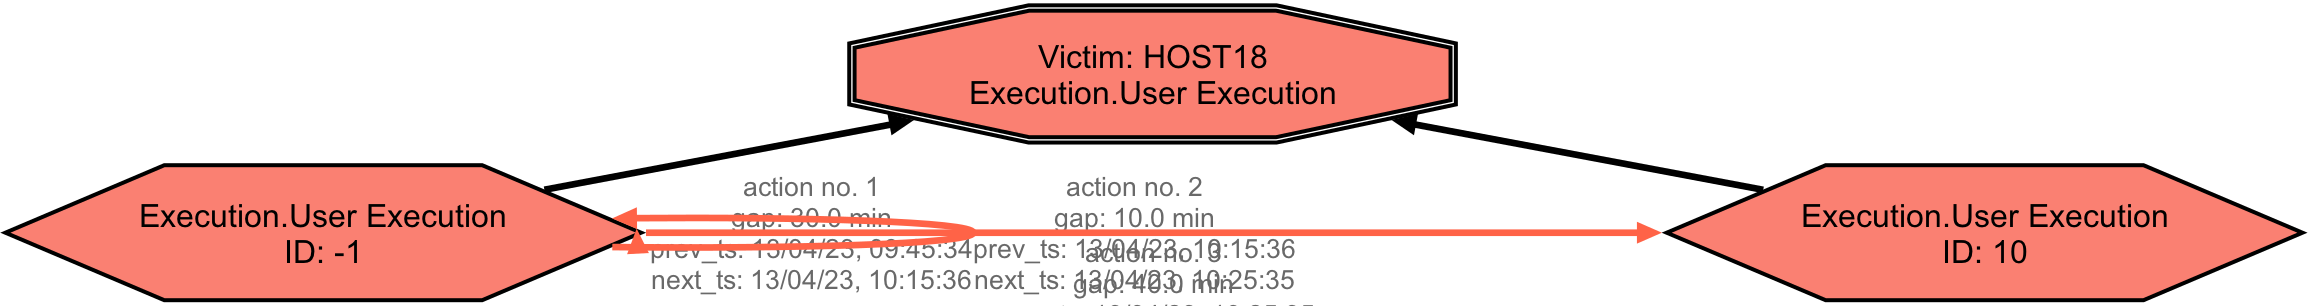 Victim: HOST18
Execution.User Execution
Execution.User Execution
ID: -1
action no. 1
gap: 30.0 min
prev_ts: 13/04/23, 09:45:34
next_ts: 13/04/23, 10:15:36
action no. 2
gap: 10.0 min
prev_ts: 13/04/23, 10:15:36
next_ts: 13/04/23, 10:25:35
action no. 3
gap: 40.0 min
Execution.User Execution
ID: 10